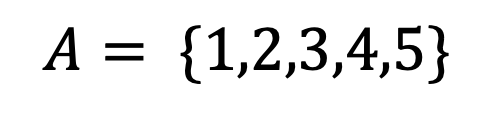 A = {1,2,3,4,5}